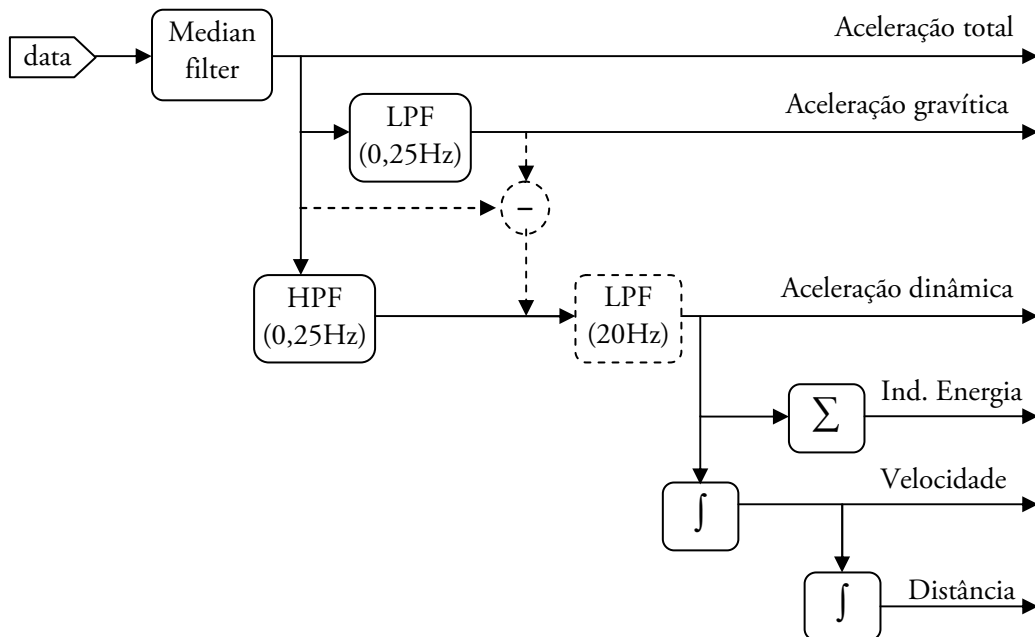 Aceleração total
data
Median
filter
Aceleração gravítica
LPF
(0,25Hz)
–
HPF
(0,25Hz)
LPF
(20Hz)
Aceleração dinâmica
Ind. Energia
∑
Velocidade
∫
Distância
∫